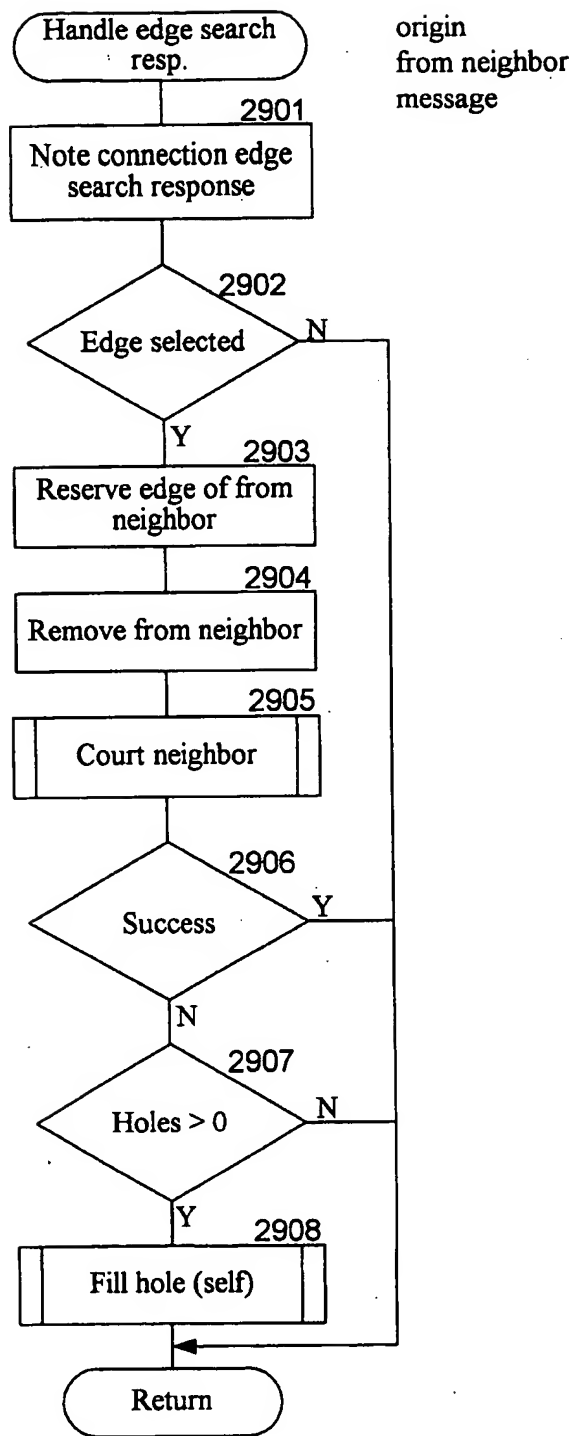 Handle edge search
resp.
origin
from neighbor
message
2901
Note connection edge
search response
2902
Edge selected
N
Y
2903
Reserve edge of from
neighbor
2904
Remove from neighbor
2905
Court neighbor
2906
Success
Y
N
2907
Holes > 0
N
Y
2908
Fill hole (self)
Return